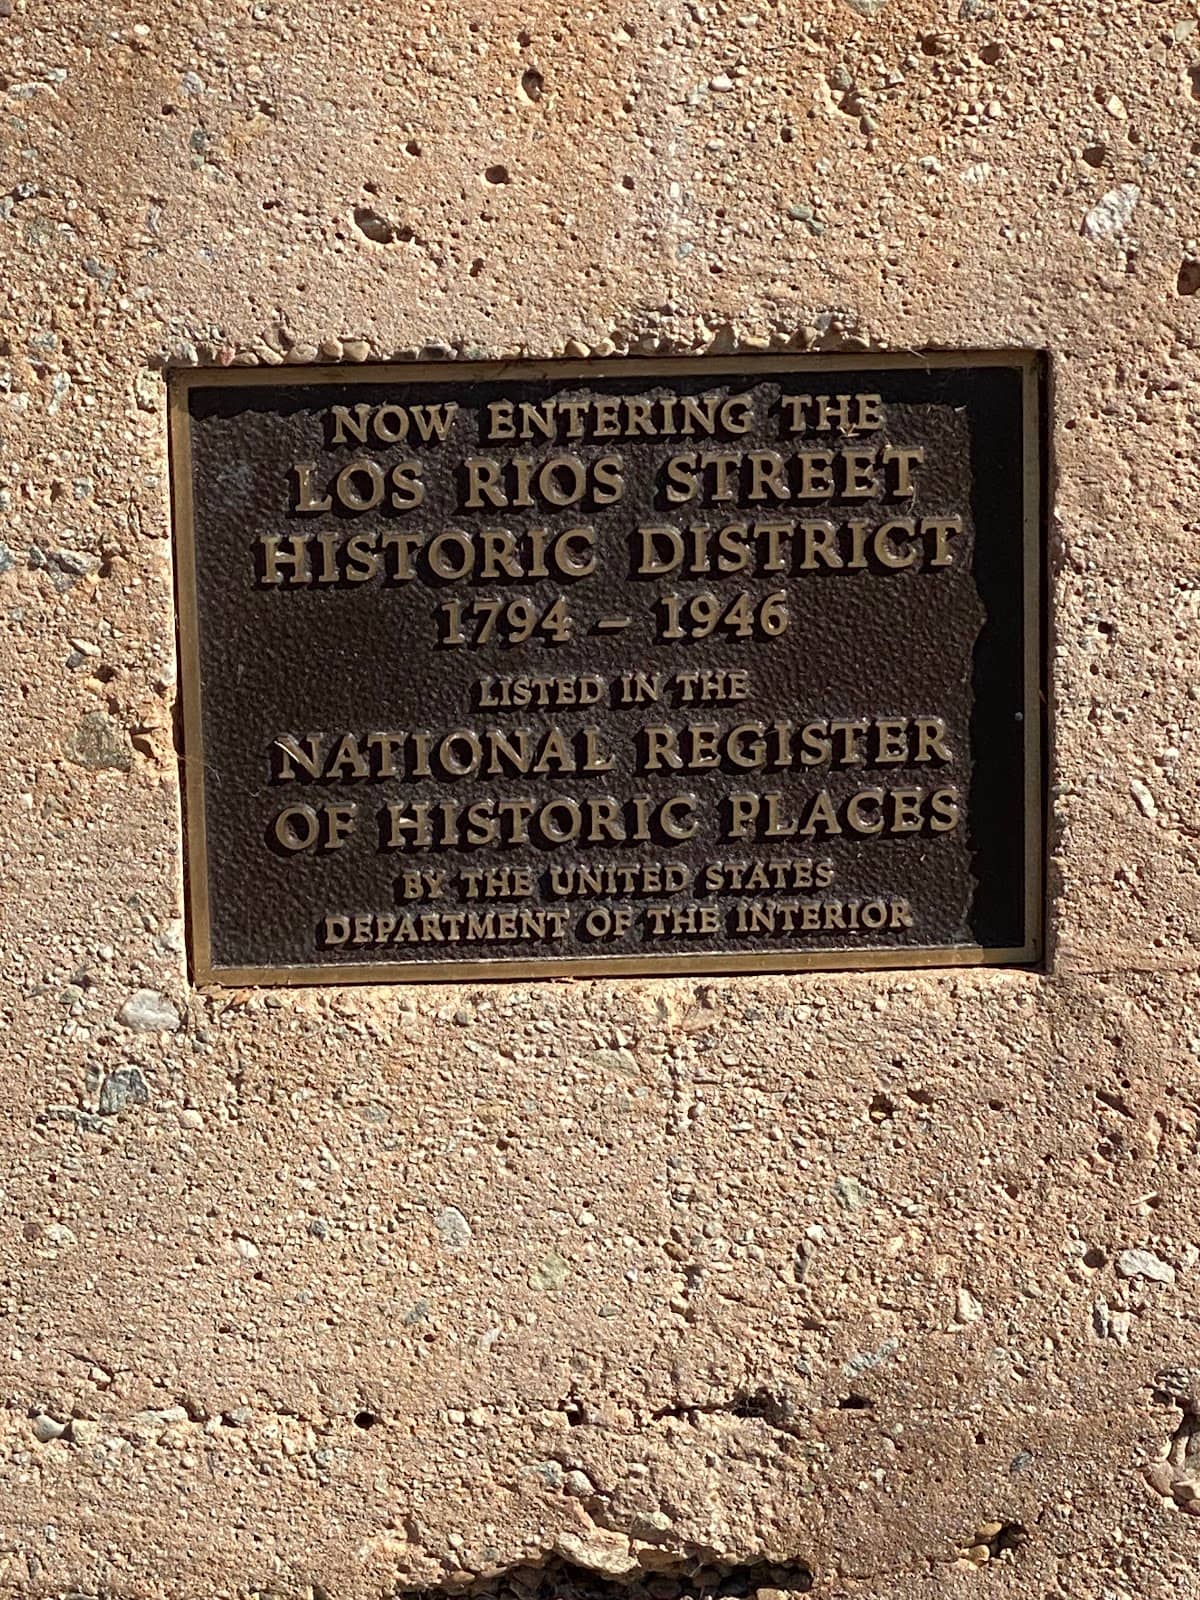 NOW ENTERING THE
LOS RIOS STREET
HISTORIC DISTRICT
1794 – 1946
LISTED IN THE
NATIONAL REGISTER
OF HISTORIC PLACES
BY THE UNITED STATES
DEPARTMENT OF THE INTERIOR